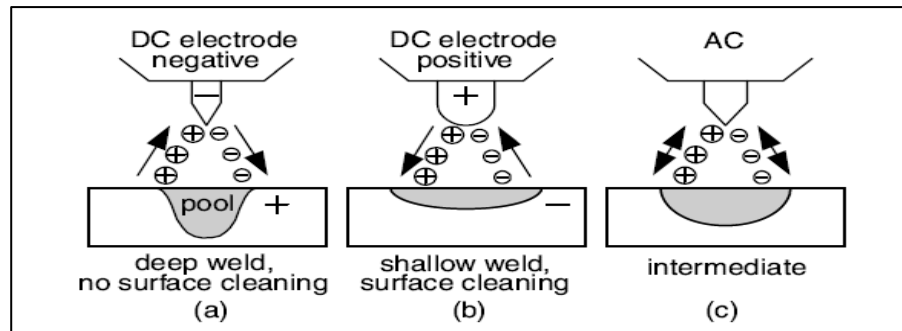 DC electrode
negative
DC electrode
positive
AC
−
+
+ −
+ −
+ −
+ −
+ −
+ −
+ −
+ −
+ −
pool
+
−
deep weld,
no surface cleaning
shallow weld,
surface cleaning
intermediate
(a)
(b)
(c)